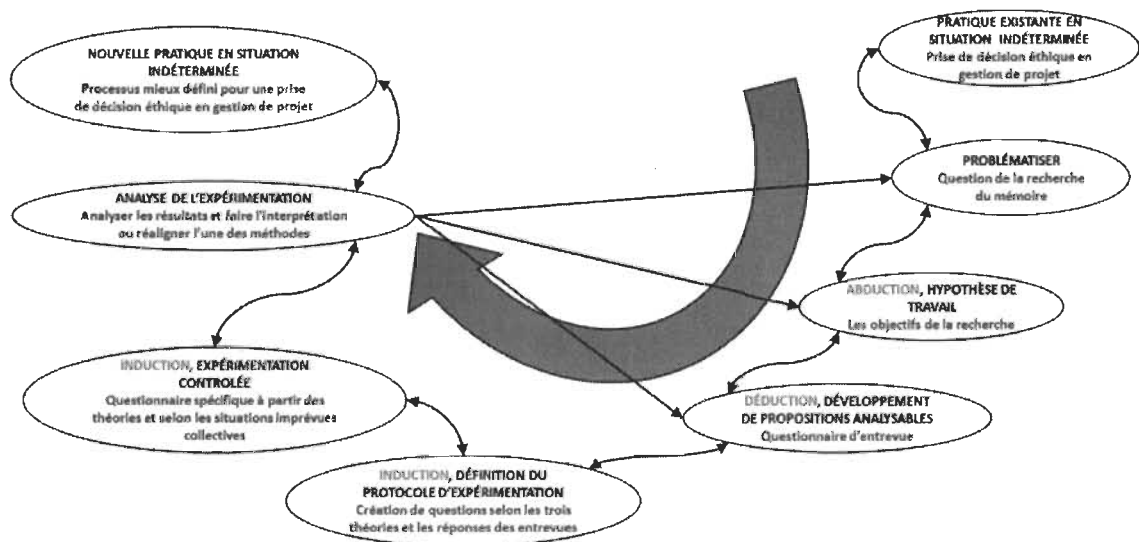 NOUVELLE PRATIQUE EN SITUATION
INDÉTERMINÉE
Processus mieux défini pour une prise
de décision éthique en gestion de projet
PRATIQUE EXISTANTE EN
SITUATION INDÉTERMINÉE
Prise de décision éthique en
gestion de projet
PROBLÉMATISER
Question de la recherche
du mémoire
ANALYSE DE L'EXPÉRIMENTATION
Analyser les résultats et faire l'interprétation
ou réaligner l'une des méthodes
ABDUCTION, HYPOTHÈSE DE
TRAVAIL
Les objectifs de la recherche
INDUCTION, EXPÉRIMENTATION
CONTROLÉE
Questionnaire spécifique à partir des
théories et selon les situations imprévues
collectives
DÉDUCTION, DÉVELOPPEMENT
DE PROPOSITIONS ANALYSABLES
Questionnaire d'entrevue
INDUCTION, DÉFINITION DU
PROTOCOLE D'EXPÉRIMENTATION
Création de questions selon les trois
théories et les réponses des entrevues